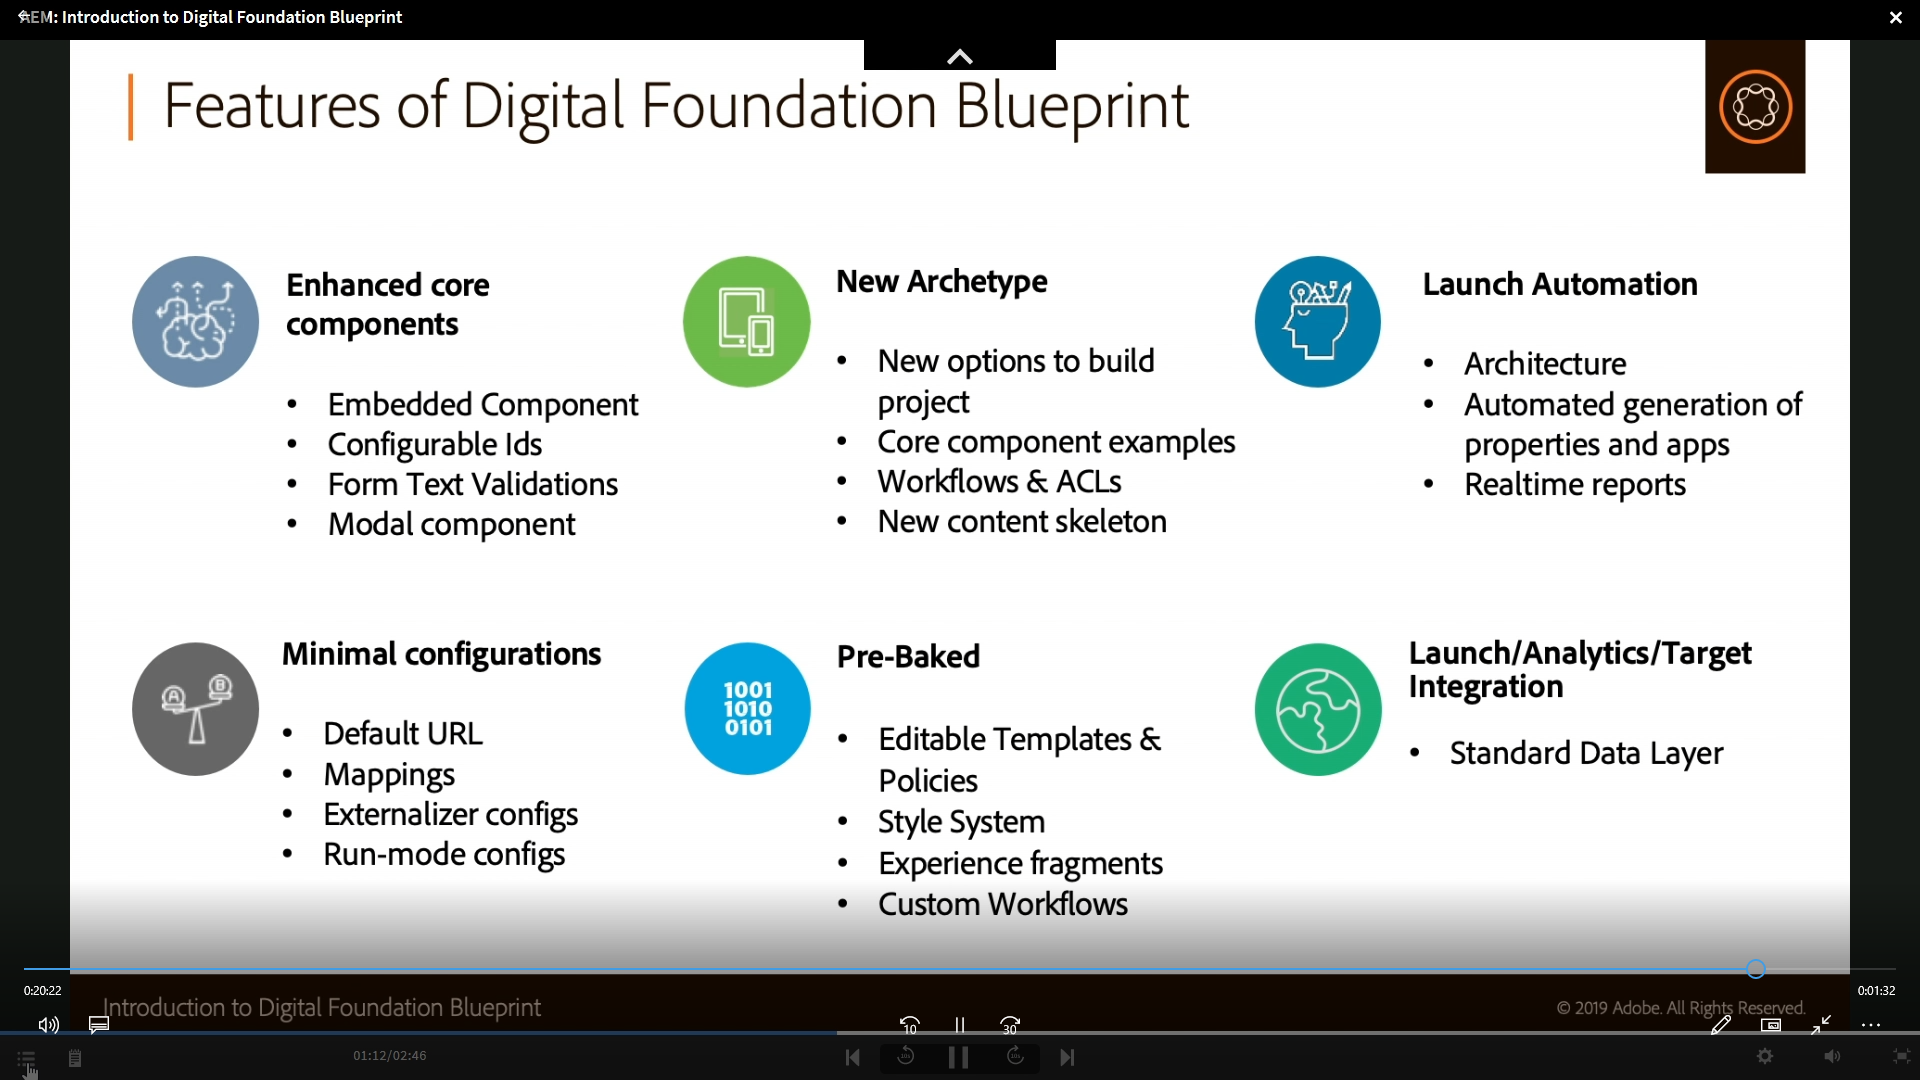 AEM: Introduction to Digital Foundation Blueprint
Features of Digital Foundation Blueprint
Enhanced core
components
• Embedded Component
• Configurable Ids
• Form Text Validations
• Modal component
New Archetype
• New options to build
project
• Core component examples
• Workflows & ACLs
• New content skeleton
Launch Automation
• Architecture
• Automated generation of
properties and apps
• Realtime reports
A
B
Minimal configurations
• Default URL
• Mappings
• Externalizer configs
• Run-mode configs
1001
1010
0101
Pre-Baked
• Editable Templates &
Policies
• Style System
• Experience fragments
• Custom Workflows
Launch/Analytics/Target
Integration
• Standard Data Layer
0:20:22
0:01:32
Introduction to Digital Foundation Blueprint
© 2019 Adobe. All Rights Reserved.
10
30
01:12/02:46
10s
10s